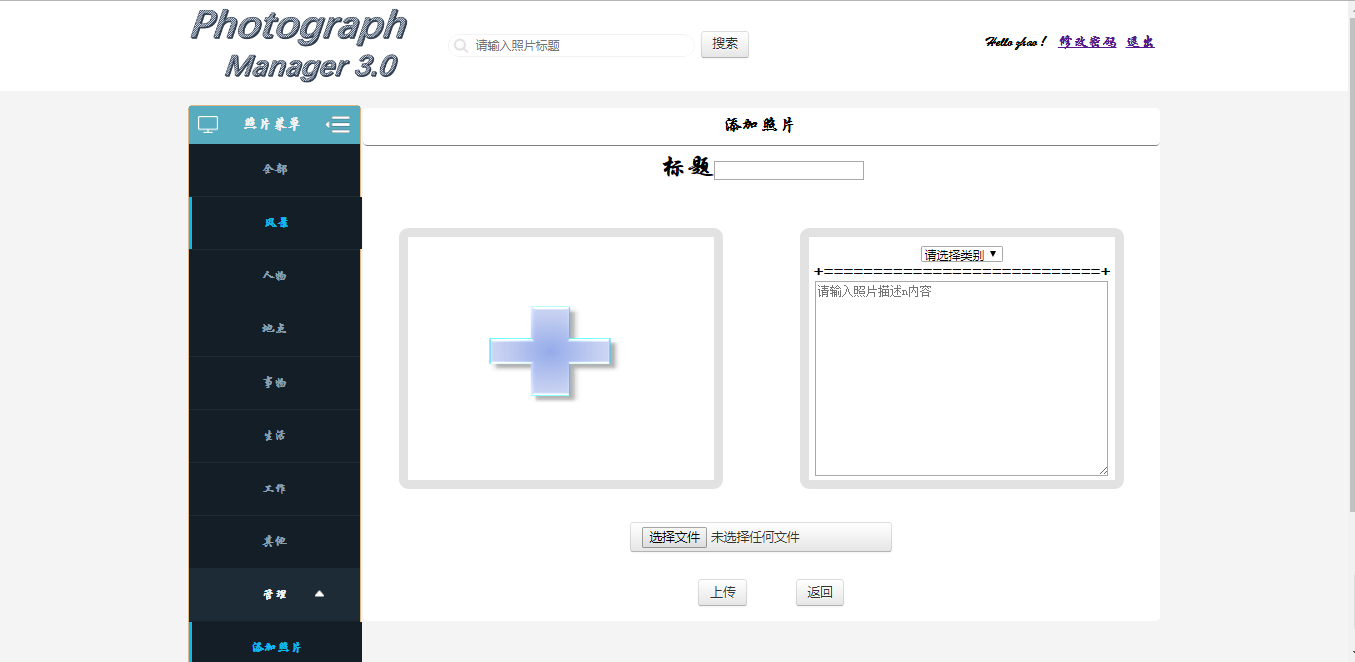 Photograph
Manager 3.0
请输入照片标题
搜索
Hello zhao！ 修改密码 退出
照片菜单
全部
风景
人物
地点
事物
生活
工作
其他
管理
添加照片
添加照片
标题
请选择类别
+============================+
请输入照片描述n内容
选择文件 未选择任何文件
上传 返回